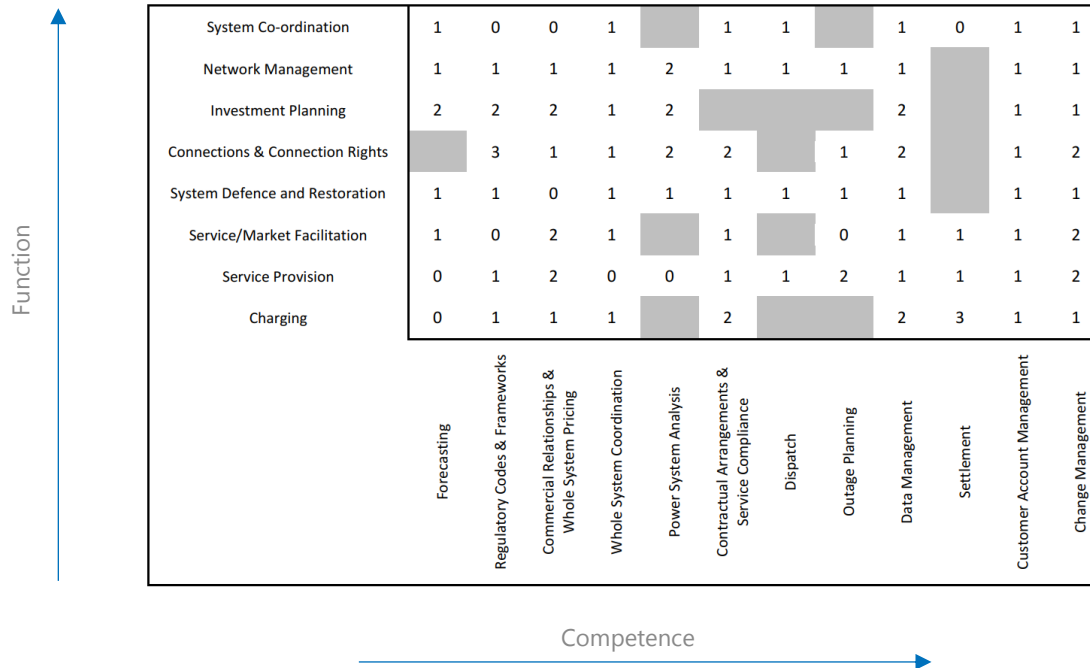 System Co-ordination 1 0 0 1 1 1 1 0 1 1
Network Management 1 1 1 1 2 1 1 1 1 1 1
Investment Planning 2 2 2 1 2 2 1 1
Connections & Connection Rights 3 1 1 2 2 1 2 1 2
System Defence and Restoration 1 1 0 1 1 1 1 1 1 1 1
Service/Market Facilitation 1 0 2 1 1 0 1 1 1 2
Service Provision 0 1 2 0 0 1 1 2 1 1 1 2
Charging 0 1 1 1 2 2 3 1 1
Function
Forecasting
Regulatory Codes & Frameworks
Commercial Relationships &
Whole System Pricing
Whole System Coordination
Power System Analysis
Contractual Arrangements &
Service Compliance
Dispatch
Outage Planning
Data Management
Settlement
Customer Account Management
Change Management
Competence